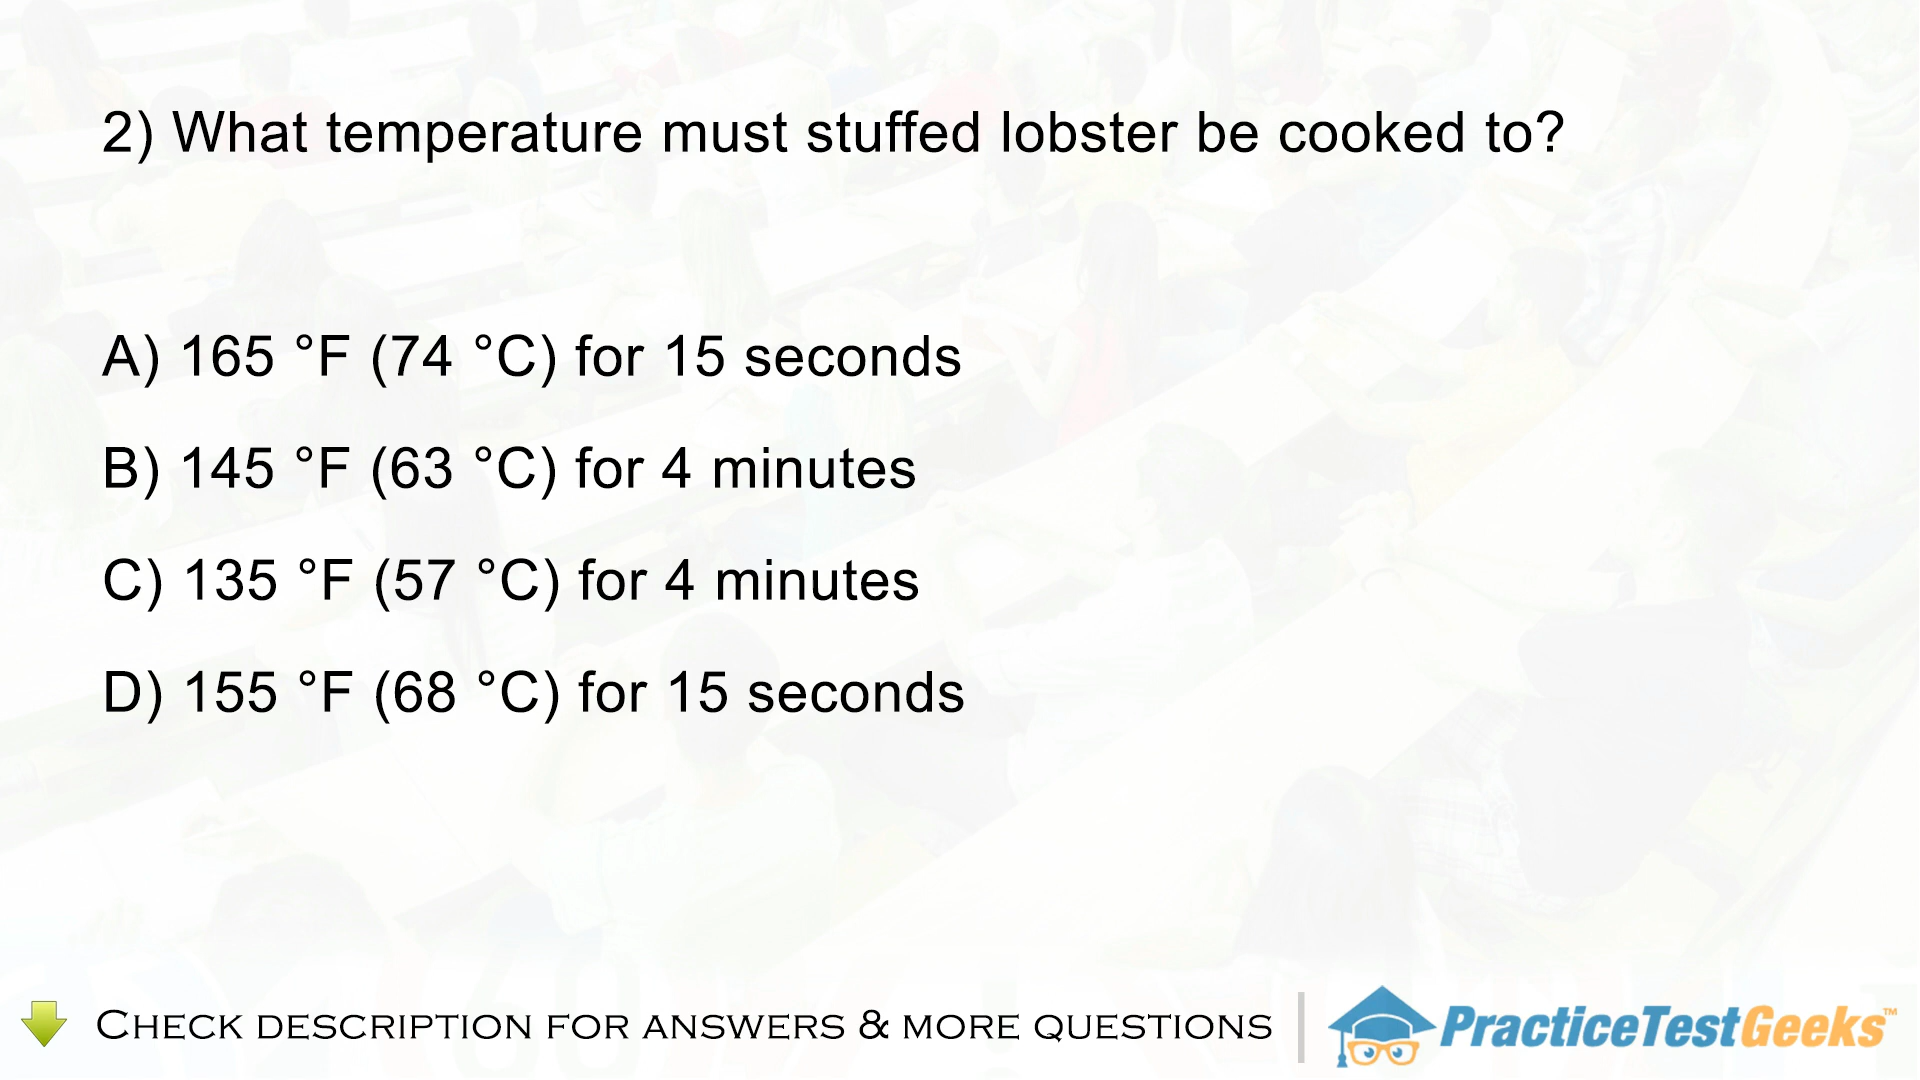 2) What temperature must stuffed lobster be cooked to?
A) 165 °F (74 °C) for 15 seconds
B) 145 °F (63 °C) for 4 minutes
C) 135 °F (57 °C) for 4 minutes
D) 155 °F (68 °C) for 15 seconds
Check description for answers & more questions
PracticeTestGeeks™